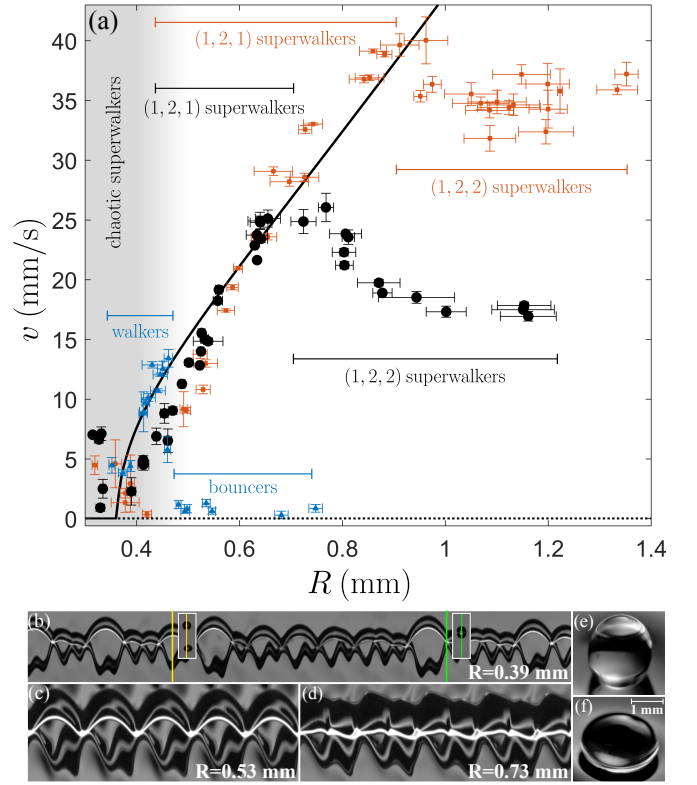 (a)
(1, 2, 1) superwalkers
(1, 2, 1) superwalkers
chaotic superwalkers
(1, 2, 2) superwalkers
walkers
(1, 2, 2) superwalkers
bouncers
40
35
30
25
20
15
10
5
0
v (mm/s)
0.4 0.6 0.8 1 1.2 1.4
R (mm)
(b)
R=0.39 mm
(c)
R=0.53 mm
(d)
R=0.73 mm
(e)
(f)
1 mm